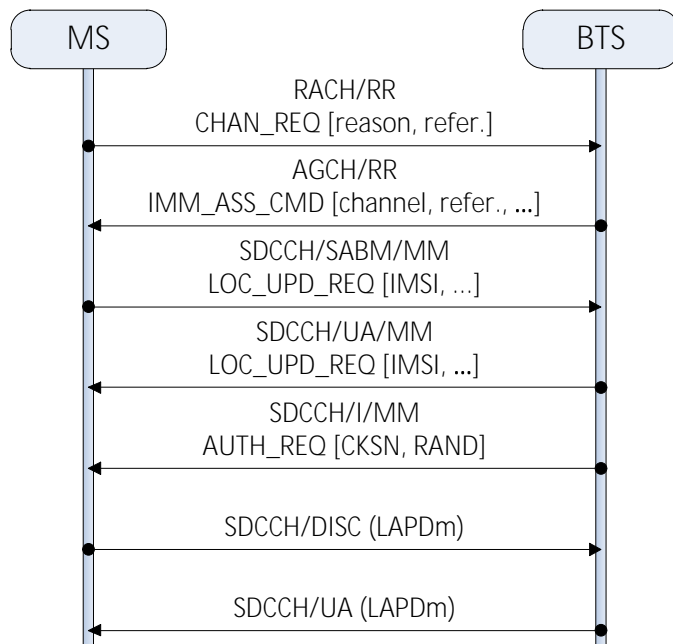 MS
BTS
RACH/RR
CHAN_REQ [reason, refer.]
AGCH/RR
IMM_ASS_CMD [channel, refer., ...]
SDCCH/SABM/MM
LOC_UPD_REQ [IMSI, ...]
SDCCH/UA/MM
LOC_UPD_REQ [IMSI, ...]
SDCCH/I/MM
AUTH_REQ [CKSN, RAND]
SDCCH/DISC (LAPDm)
SDCCH/UA (LAPDm)